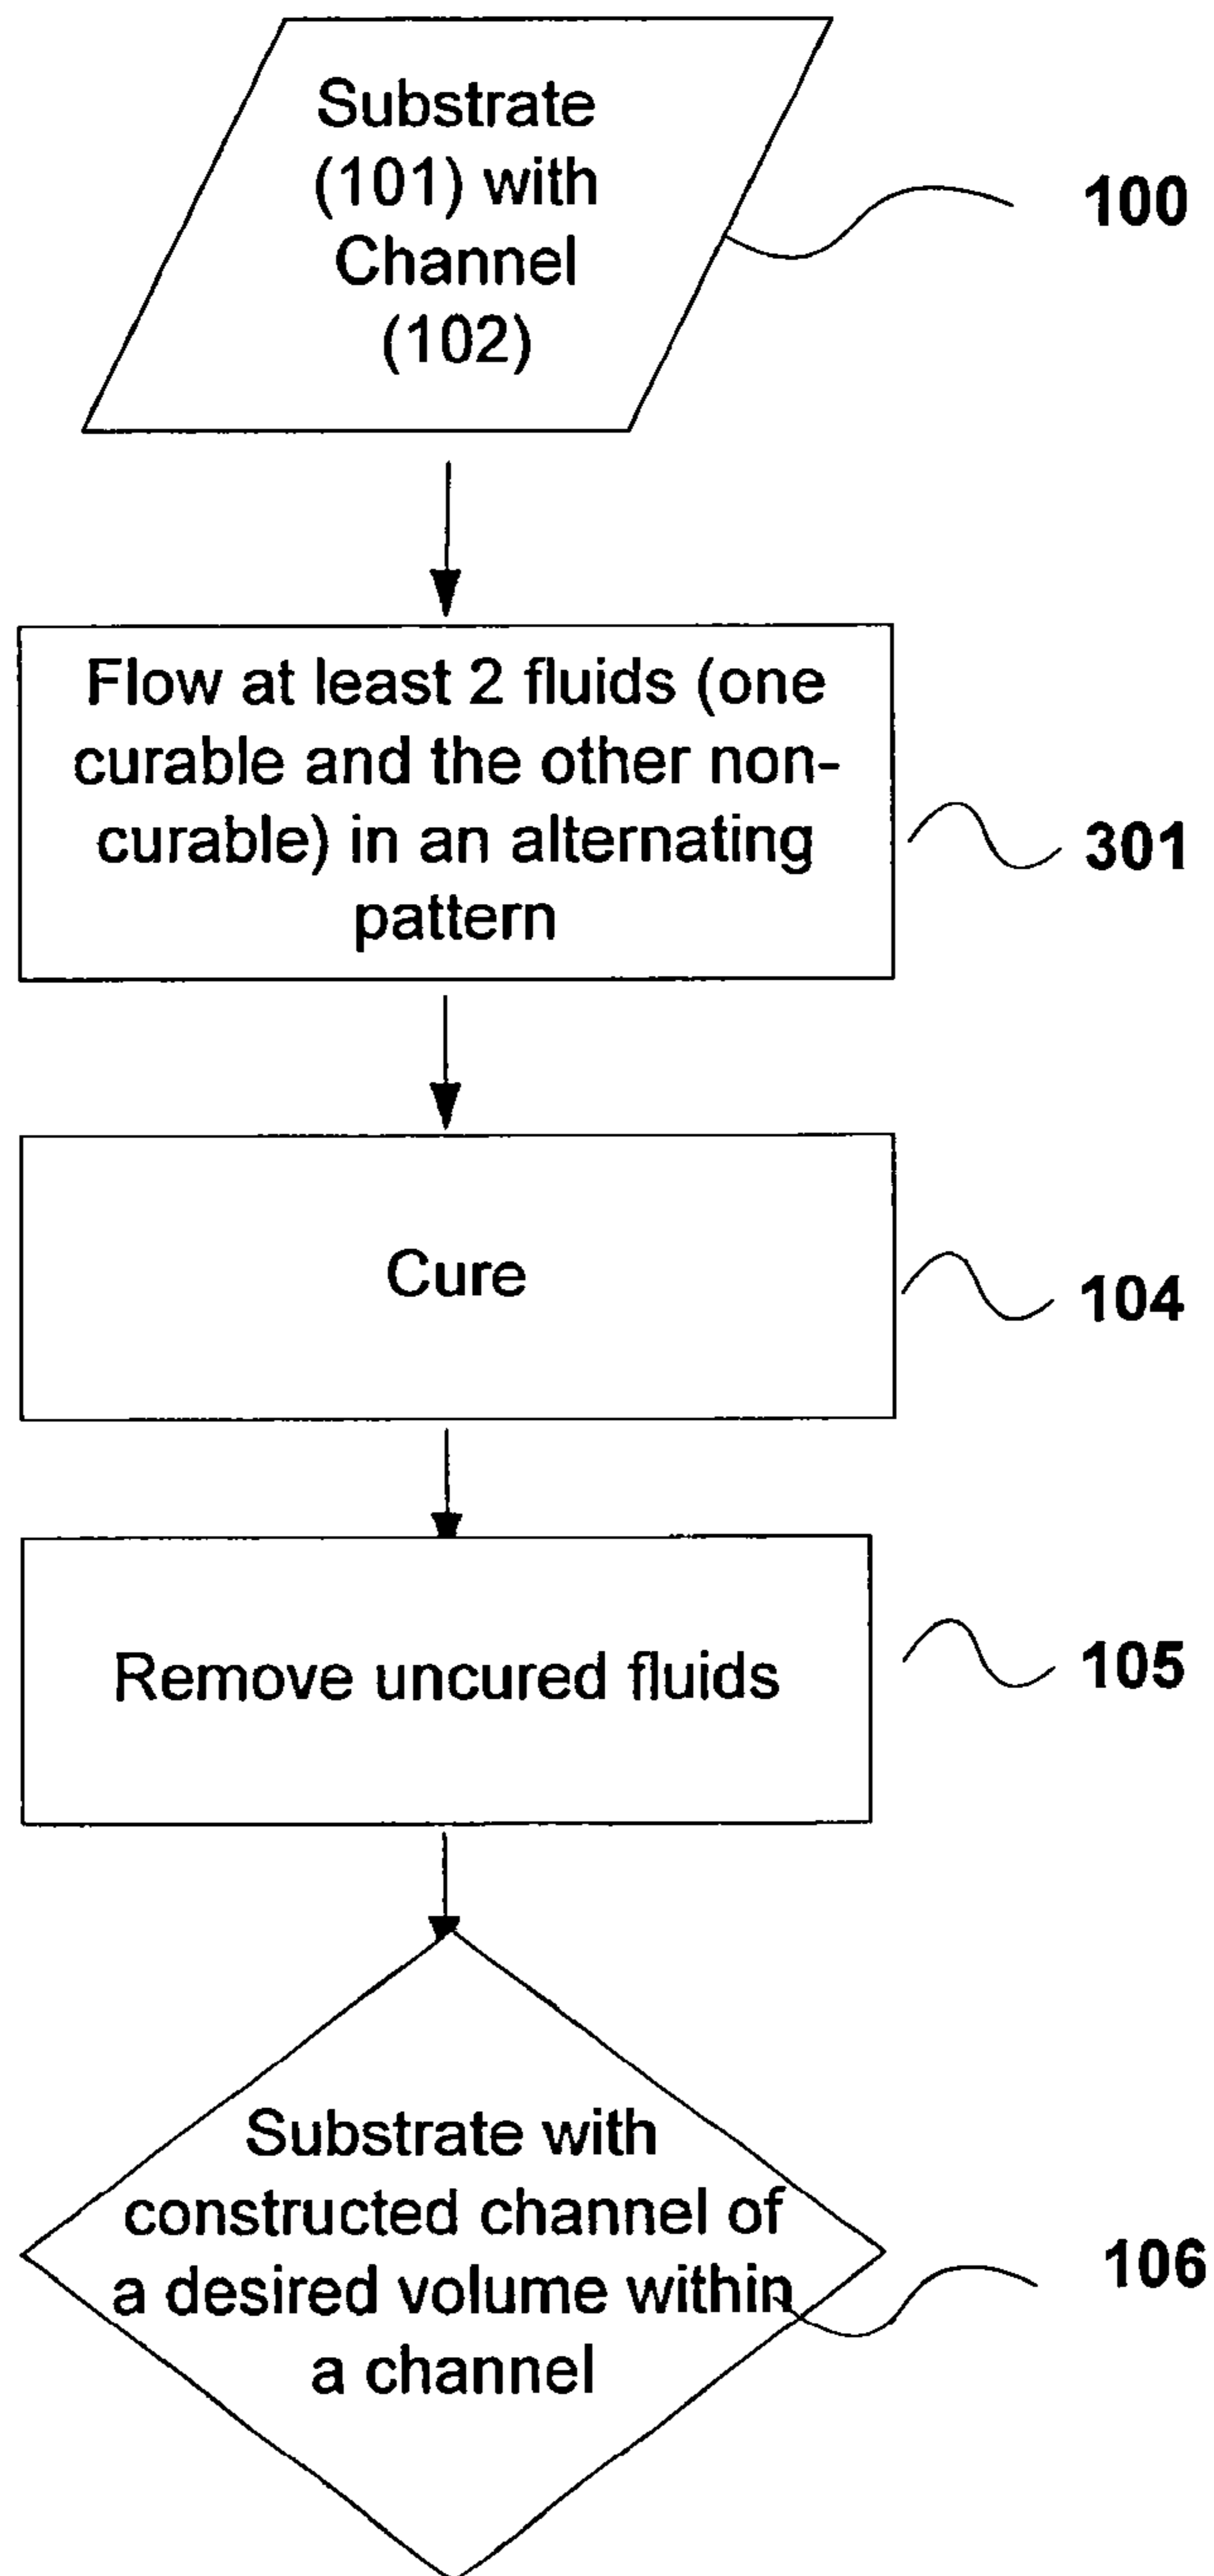 Substrate
(101) with
Channel
(102)
100
Flow at least 2 fluids (one
curable and the other non-
curable) in an alternating
pattern
301
Cure
104
Remove uncured fluids
105
Substrate with
constructed channel of
a desired volume within
a channel
106